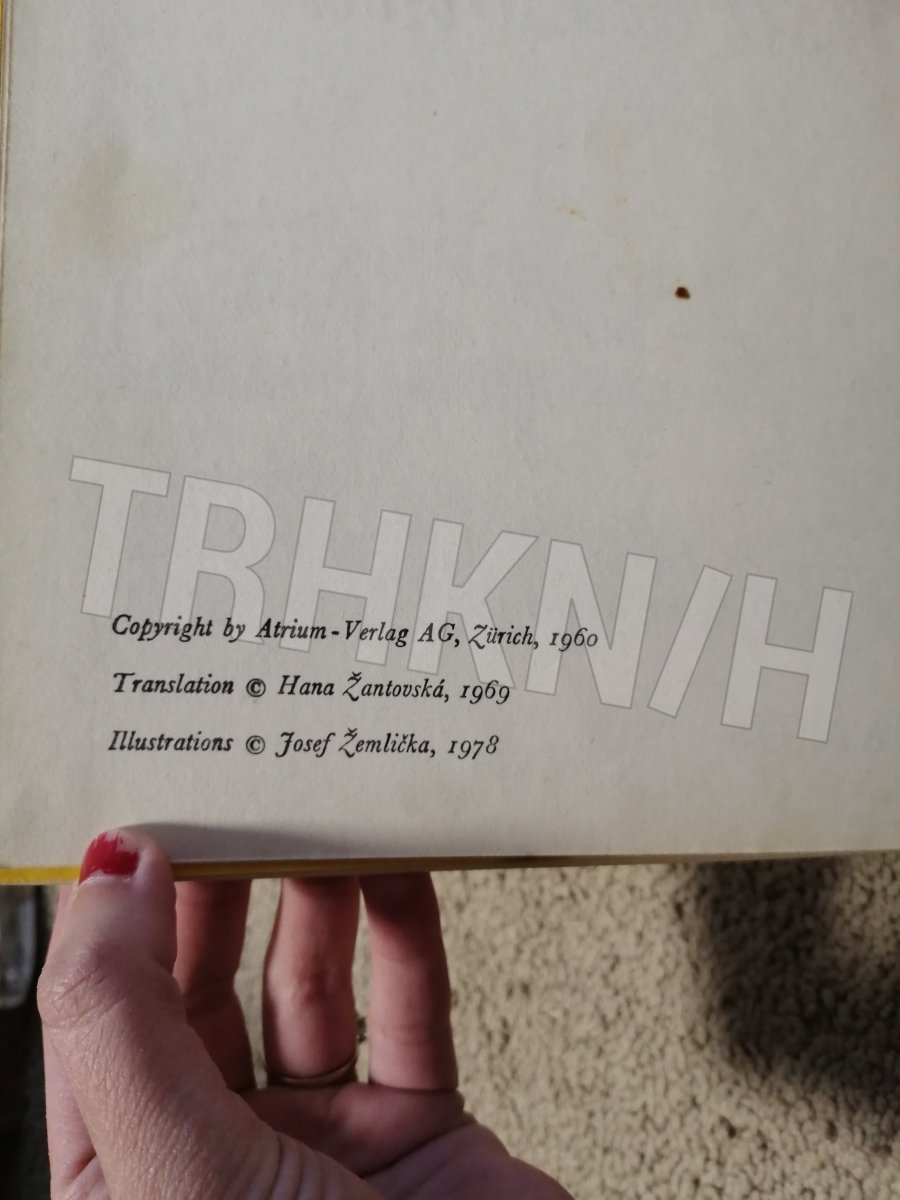 TRHKN/H
Copyright by Atrium-Verlag AG, Zürich, 1960
Translation © Hana Žantovská, 1969
Illustrations © Josef Žemlička, 1978